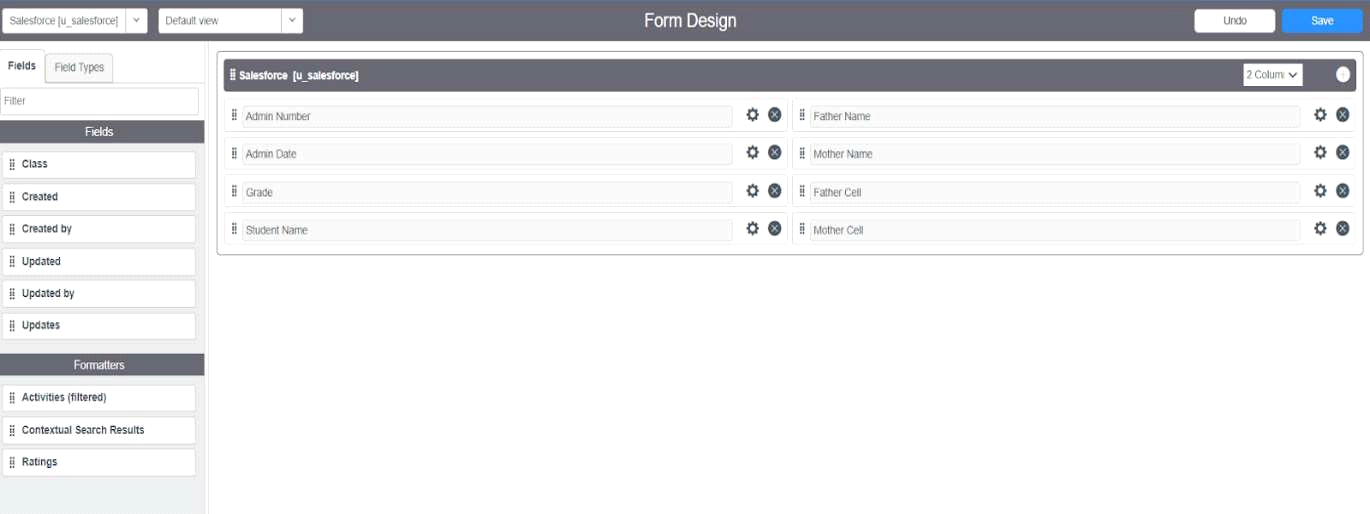 Salesforce [u_salesforce]
Default view
Form Design
Undo
Save
Fields
Field Types
Filter
Fields
Class
Created
Created by
Updated
Updated by
Updates
Formatters
Activities (filtered)
Contextual Search Results
Ratings
Salesforce [u_salesforce]
2 Colum
Admin Number
Father Name
Admin Date
Mother Name
Grade
Father Cell
Student Name
Mother Cell